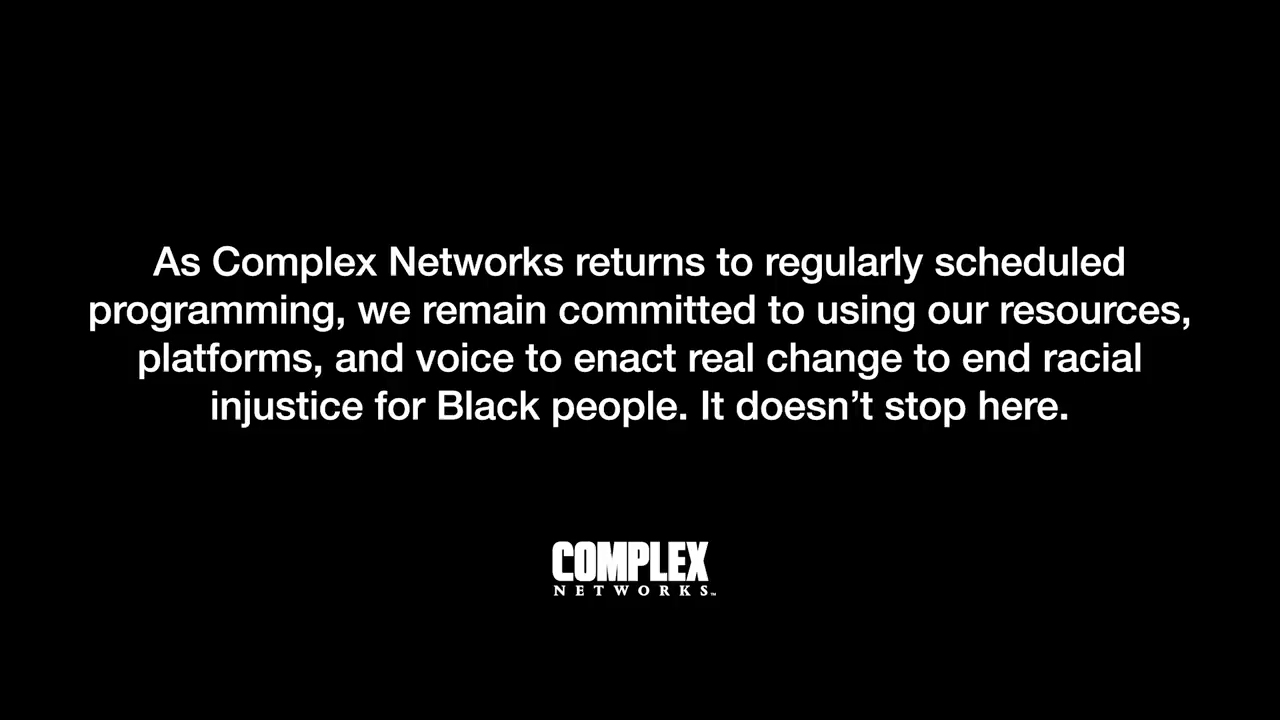 As Complex Networks returns to regularly scheduled
programming, we remain committed to using our resources,
platforms, and voice to enact real change to end racial
injustice for Black people. It doesn’t stop here.
COMPLEX
NETWORKS™